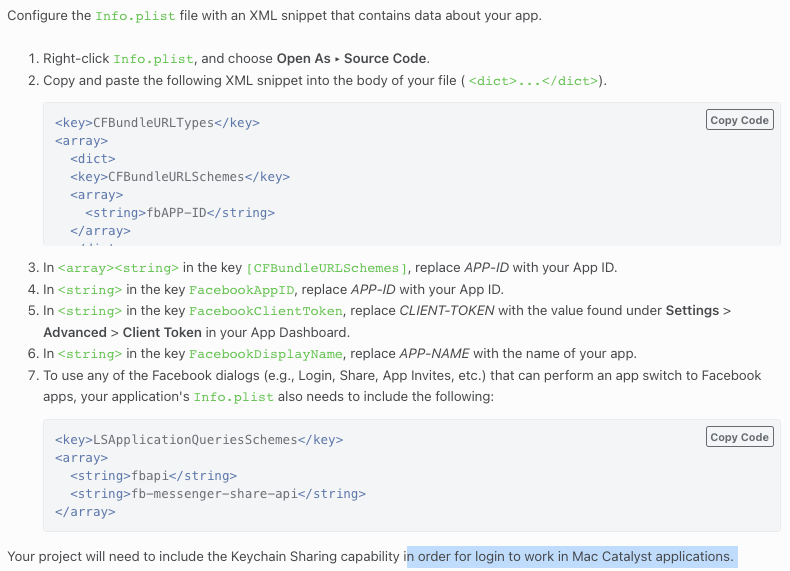 Configure the Info.plist file with an XML snippet that contains data about your app.
1. Right-click Info.plist, and choose Open As ▸ Source Code.
2. Copy and paste the following XML snippet into the body of your file ( <dict>...</dict>).
Copy Code
<key>CFBundleURLTypes</key>
<array>
<dict>
<key>CFBundleURLSchemes</key>
<array>
<string>fbAPP-ID</string>
</array>
3. In <array><string> in the key [CFBundleURLSchemes], replace APP-ID with your App ID.
4. In <string> in the key FacebookAppID, replace APP-ID with your App ID.
5. In <string> in the key FacebookClientToken, replace CLIENT-TOKEN with the value found under Settings >
Advanced > Client Token in your App Dashboard.
6. In <string> in the key FacebookDisplayName, replace APP-NAME with the name of your app.
7. To use any of the Facebook dialogs (e.g., Login, Share, App Invites, etc.) that can perform an app switch to Facebook
apps, your application's Info.plist also needs to include the following:
Copy Code
<key>LSApplicationQueriesSchemes</key>
<array>
<string>fbapi</string>
<string>fb-messenger-share-api</string>
</array>
Your project will need to include the Keychain Sharing capability in order for login to work in Mac Catalyst applications.